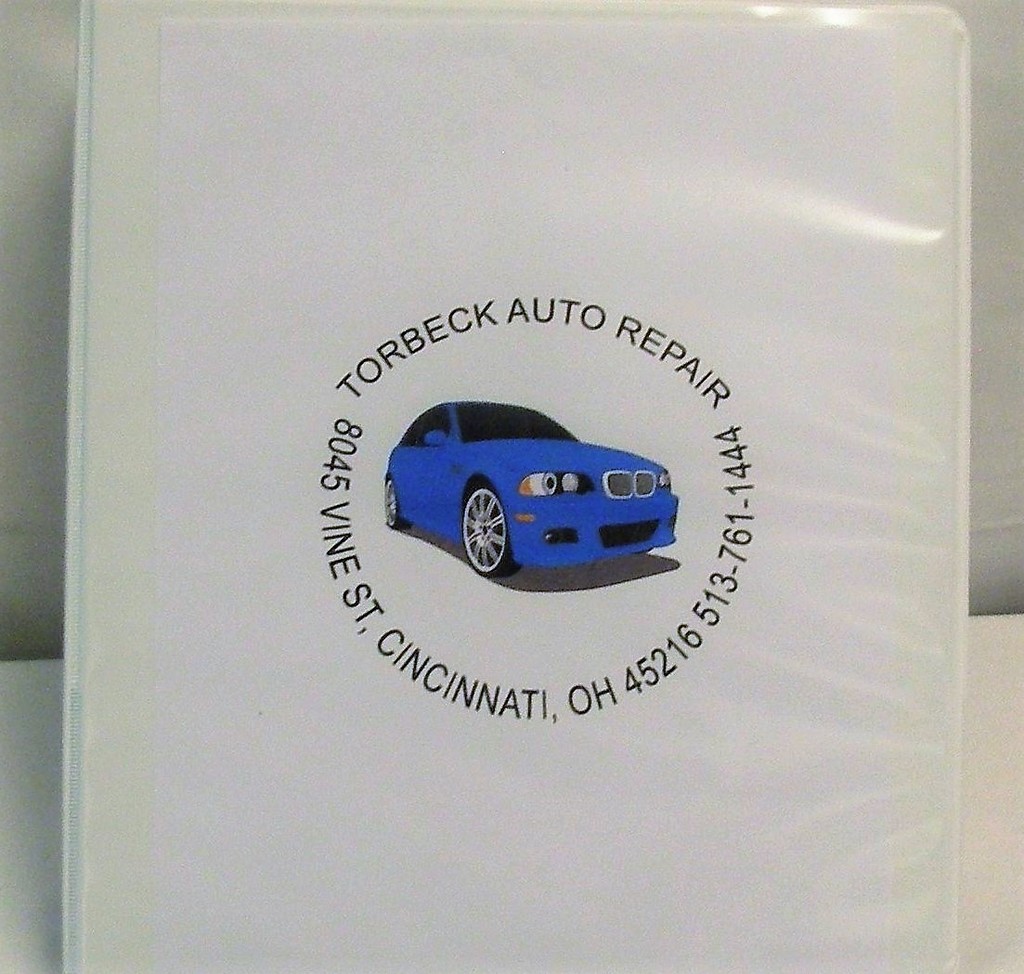 TORBECK AUTO REPAIR
8045 VINE ST, CINCINNATI, OH 45216 513-761-1444